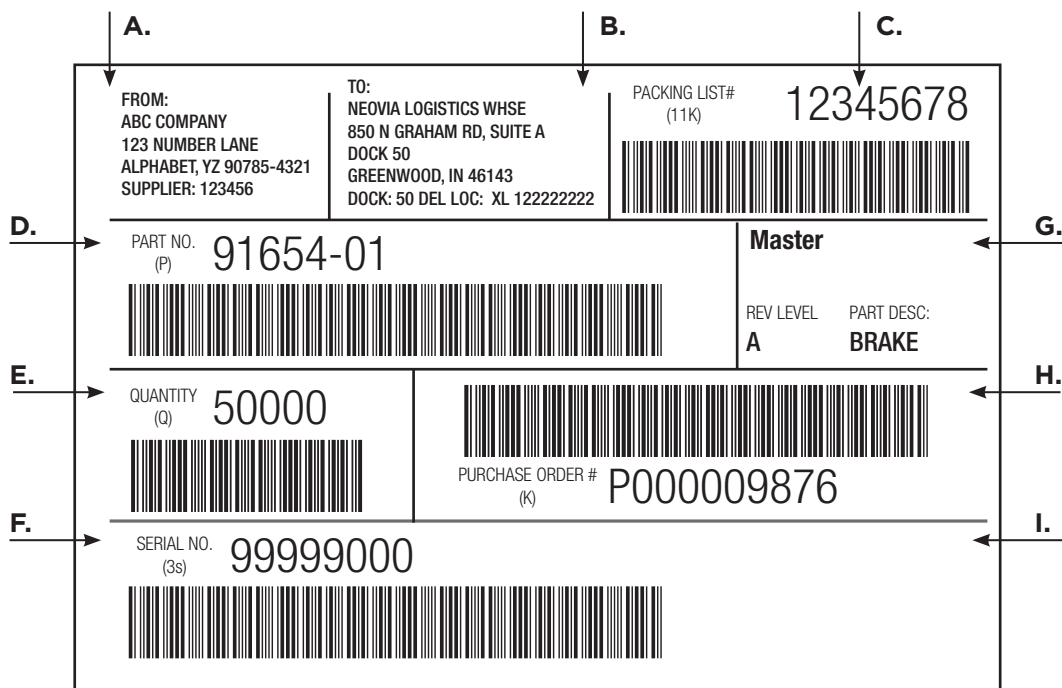 A.
B.
C.
FROM:
ABC COMPANY
123 NUMBER LANE
ALPHABET, YZ 90785-4321
SUPPLIER: 123456
TO:
NEOVIA LOGISTICS WHSE
850 N GRAHAM RD, SUITE A
DOCK 50
GREENWOOD, IN 46143
DOCK: 50 DEL LOC: XL 122222222
PACKING LIST# 12345678
(11K)
D.
PART NO. 91654-01
(P)
G.
Master
REV LEVEL PART DESC:
A BRAKE
E.
QUANTITY 50000
(Q)
H.
PURCHASE ORDER # P000009876
(K)
F.
SERIAL NO. 99999000
(3s)
I.